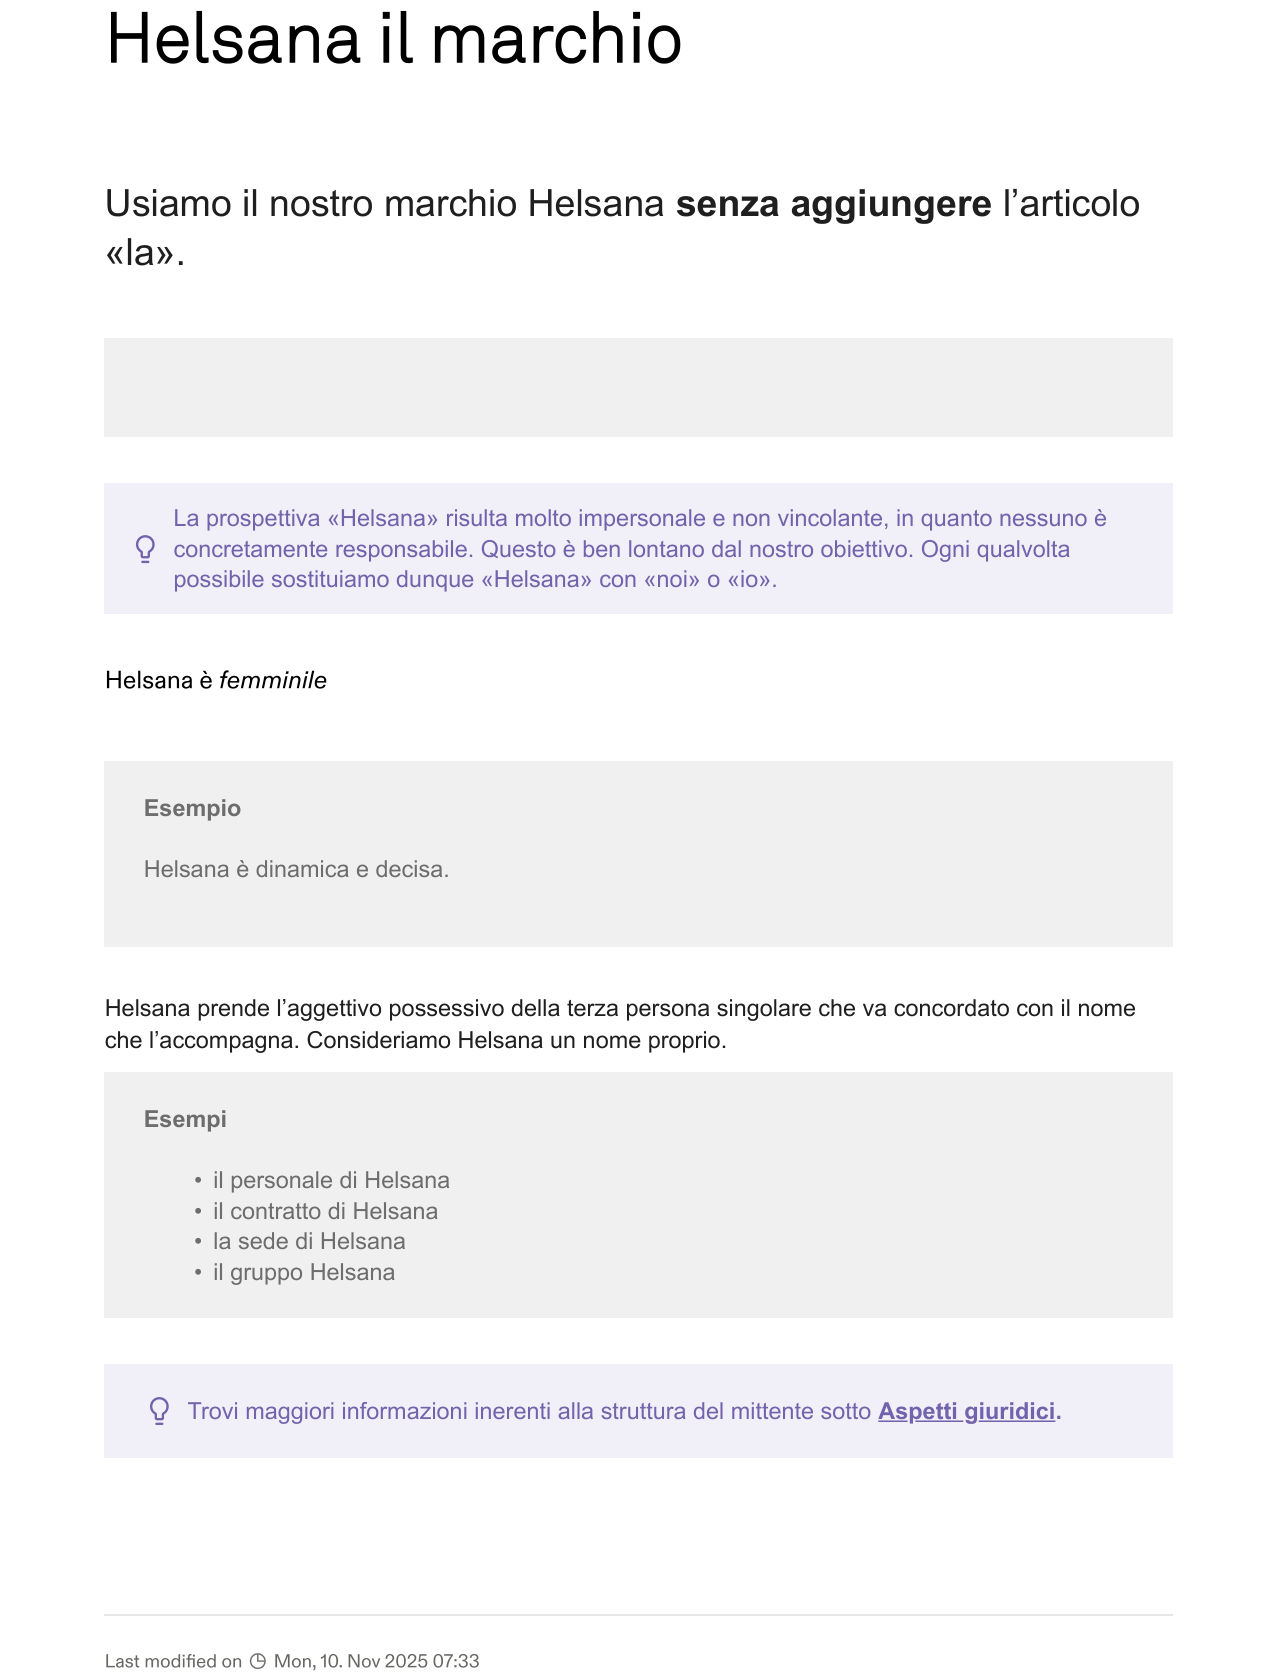 Helsana il marchio
Usiamo il nostro marchio Helsana senza aggiungere l’articolo
«la».
La prospettiva «Helsana» risulta molto impersonale e non vincolante, in quanto nessuno è
concretamente responsabile. Questo è ben lontano dal nostro obiettivo. Ogni qualvolta
possibile sostituiamo dunque «Helsana» con «noi» o «io».
Helsana è femminile
Esempio
Helsana è dinamica e decisa.
Helsana prende l’aggettivo possessivo della terza persona singolare che va concordato con il nome
che l’accompagna. Consideriamo Helsana un nome proprio.
Esempi
• il personale di Helsana
• il contratto di Helsana
• la sede di Helsana
• il gruppo Helsana
Trovi maggiori informazioni inerenti alla struttura del mittente sotto Aspetti giuridici.
Last modified on Mon, 10. Nov 2025 07:33